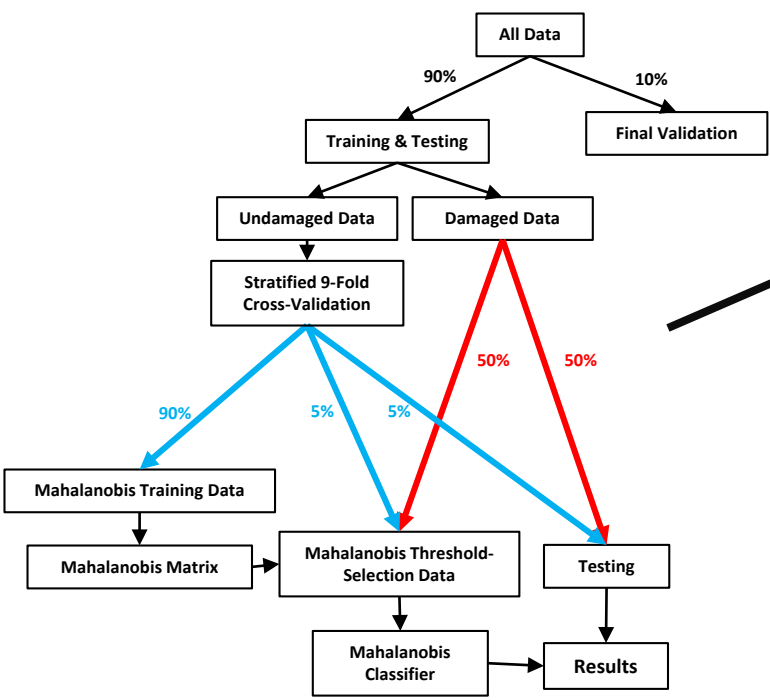 All Data
90%
10%
Training & Testing
Final Validation
Undamaged Data
Damaged Data
Stratified 9-Fold
Cross-Validation
50%
50%
90%
5%
5%
Mahalanobis Training Data
Mahalanobis Matrix
Mahalanobis Threshold-
Selection Data
Testing
Mahalanobis
Classifier
Results